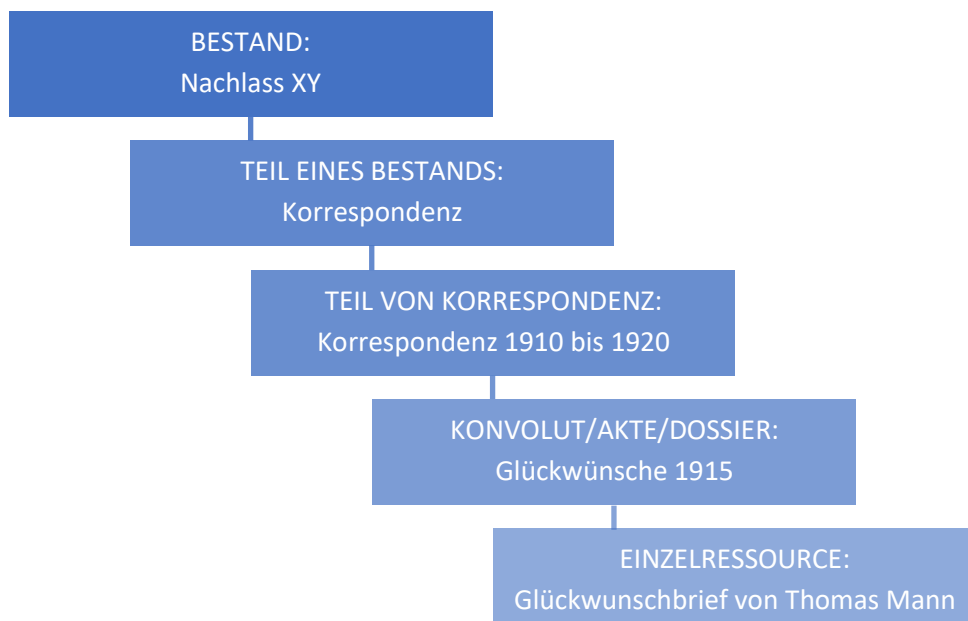 BESTAND:
Nachlass XY
TEIL EINES BESTANDS:
Korrespondenz
TEIL VON KORRESPONDENZ:
Korrespondenz 1910 bis 1920
KONVOLUT/AKTE/DOSSIER:
Glückwünsche 1915
EINZELRESSOURCE:
Glückwunschbrief von Thomas Mann